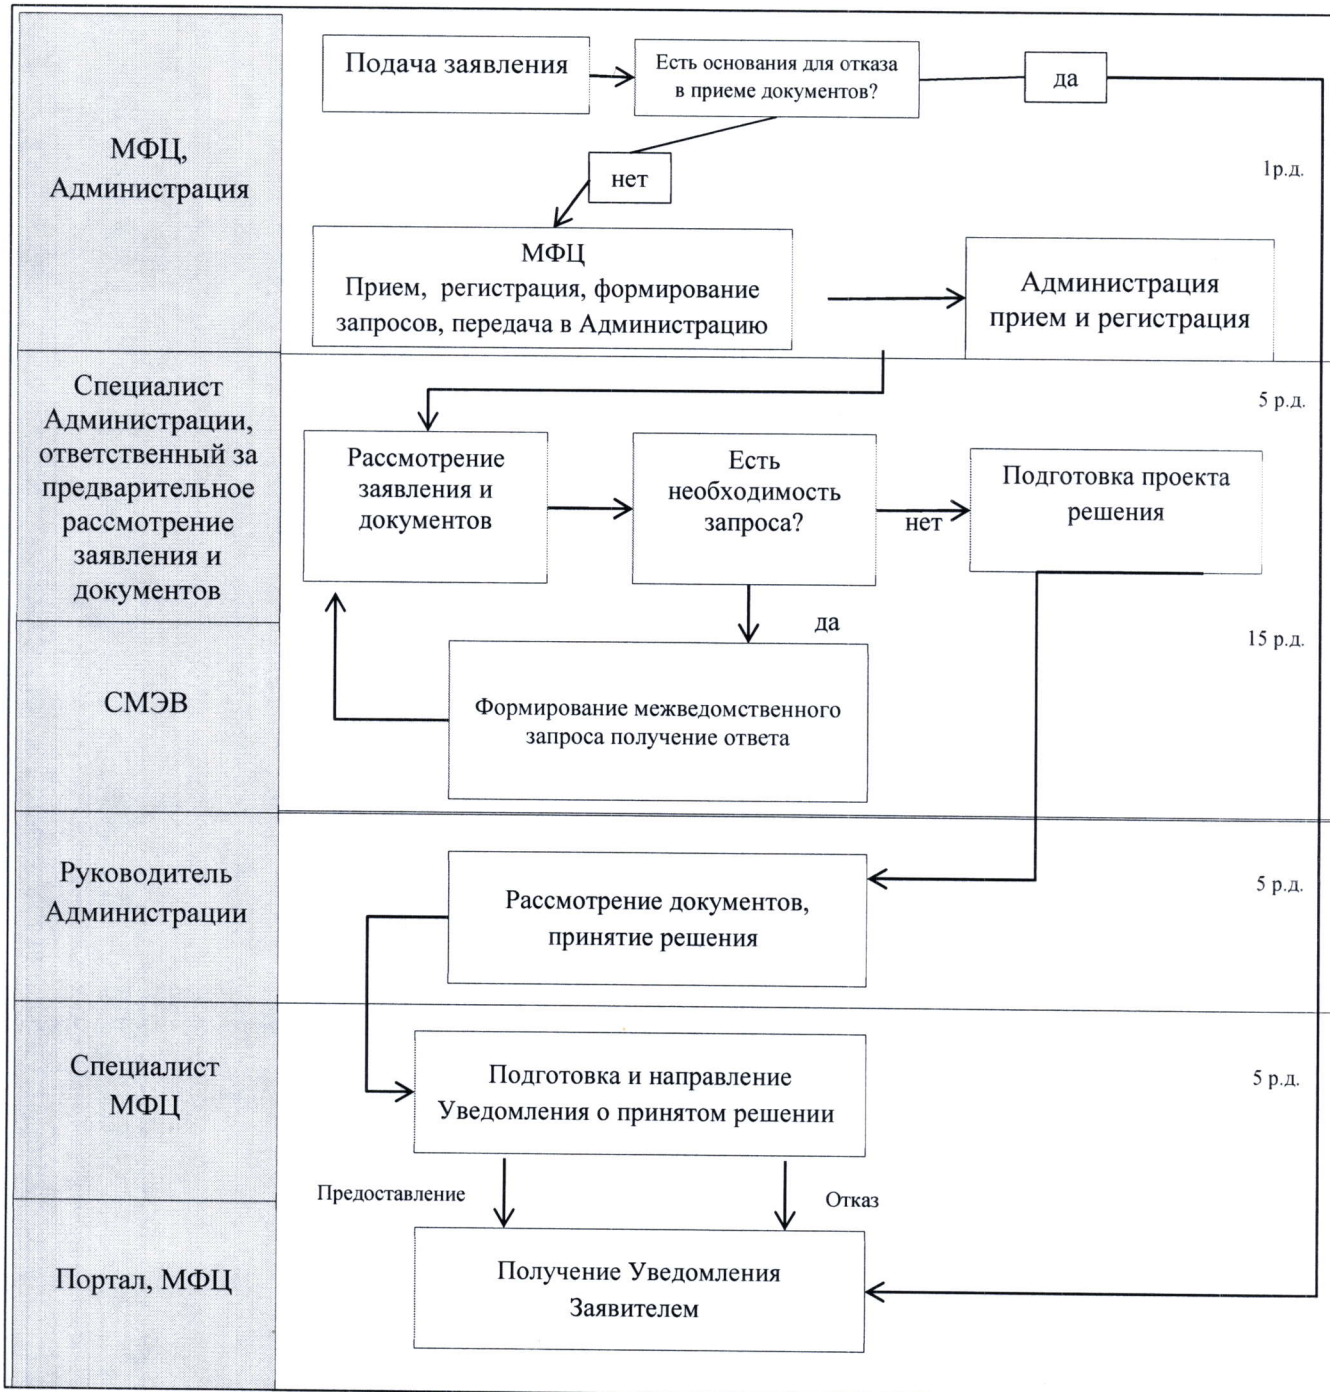 МФЦ,
Администрация
Подача заявления
Есть основания для отказа
в приеме документов?
да
нет
1р.д.
МФЦ
Прием, регистрация, формирование
запросов, передача в Администрацию
Администрация
прием и регистрация
Специалист
Администрации,
ответственный за
предварительное
рассмотрение
заявления и
документов
5 р.д.
Рассмотрение
заявления и
документов
Есть
необходимость
запроса?
нет
Подготовка проекта
решения
да
15 р.д.
СМЭВ
Формирование межведомственного
запроса получение ответа
Руководитель
Администрации
Рассмотрение документов,
принятие решения
5 р.д.
Специалист
МФЦ
Подготовка и направление
Уведомления о принятом решении
5 р.д.
Предоставление
Отказ
Портал, МФЦ
Получение Уведомления
Заявителем